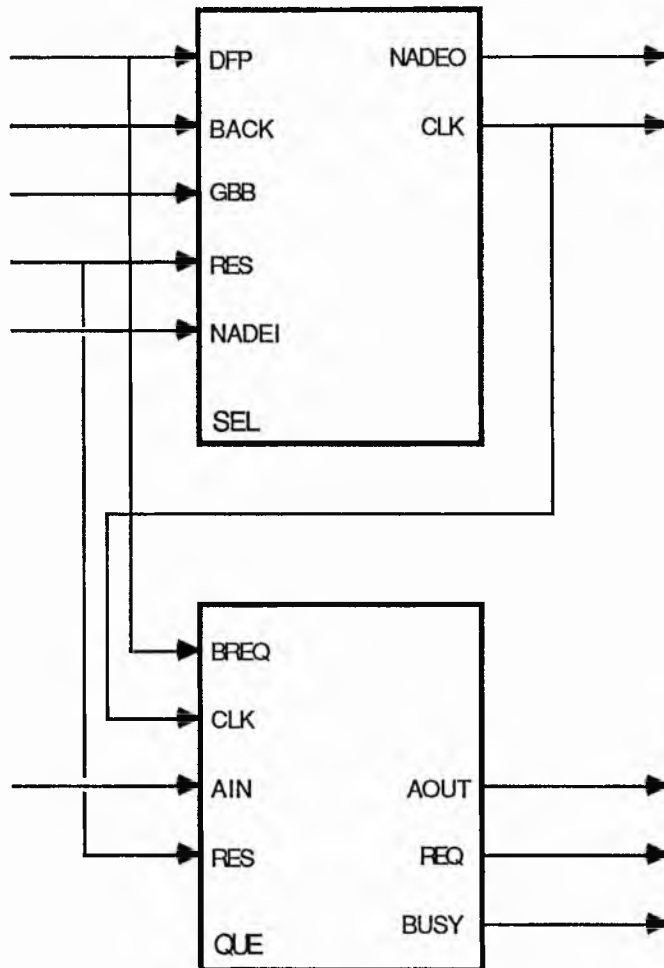 DFP NADEO
BACK CLK
GBB
RES
NADEI
SEL
BREQ
CLK
AIN AOUT
RES REQ
BUSY
QUE